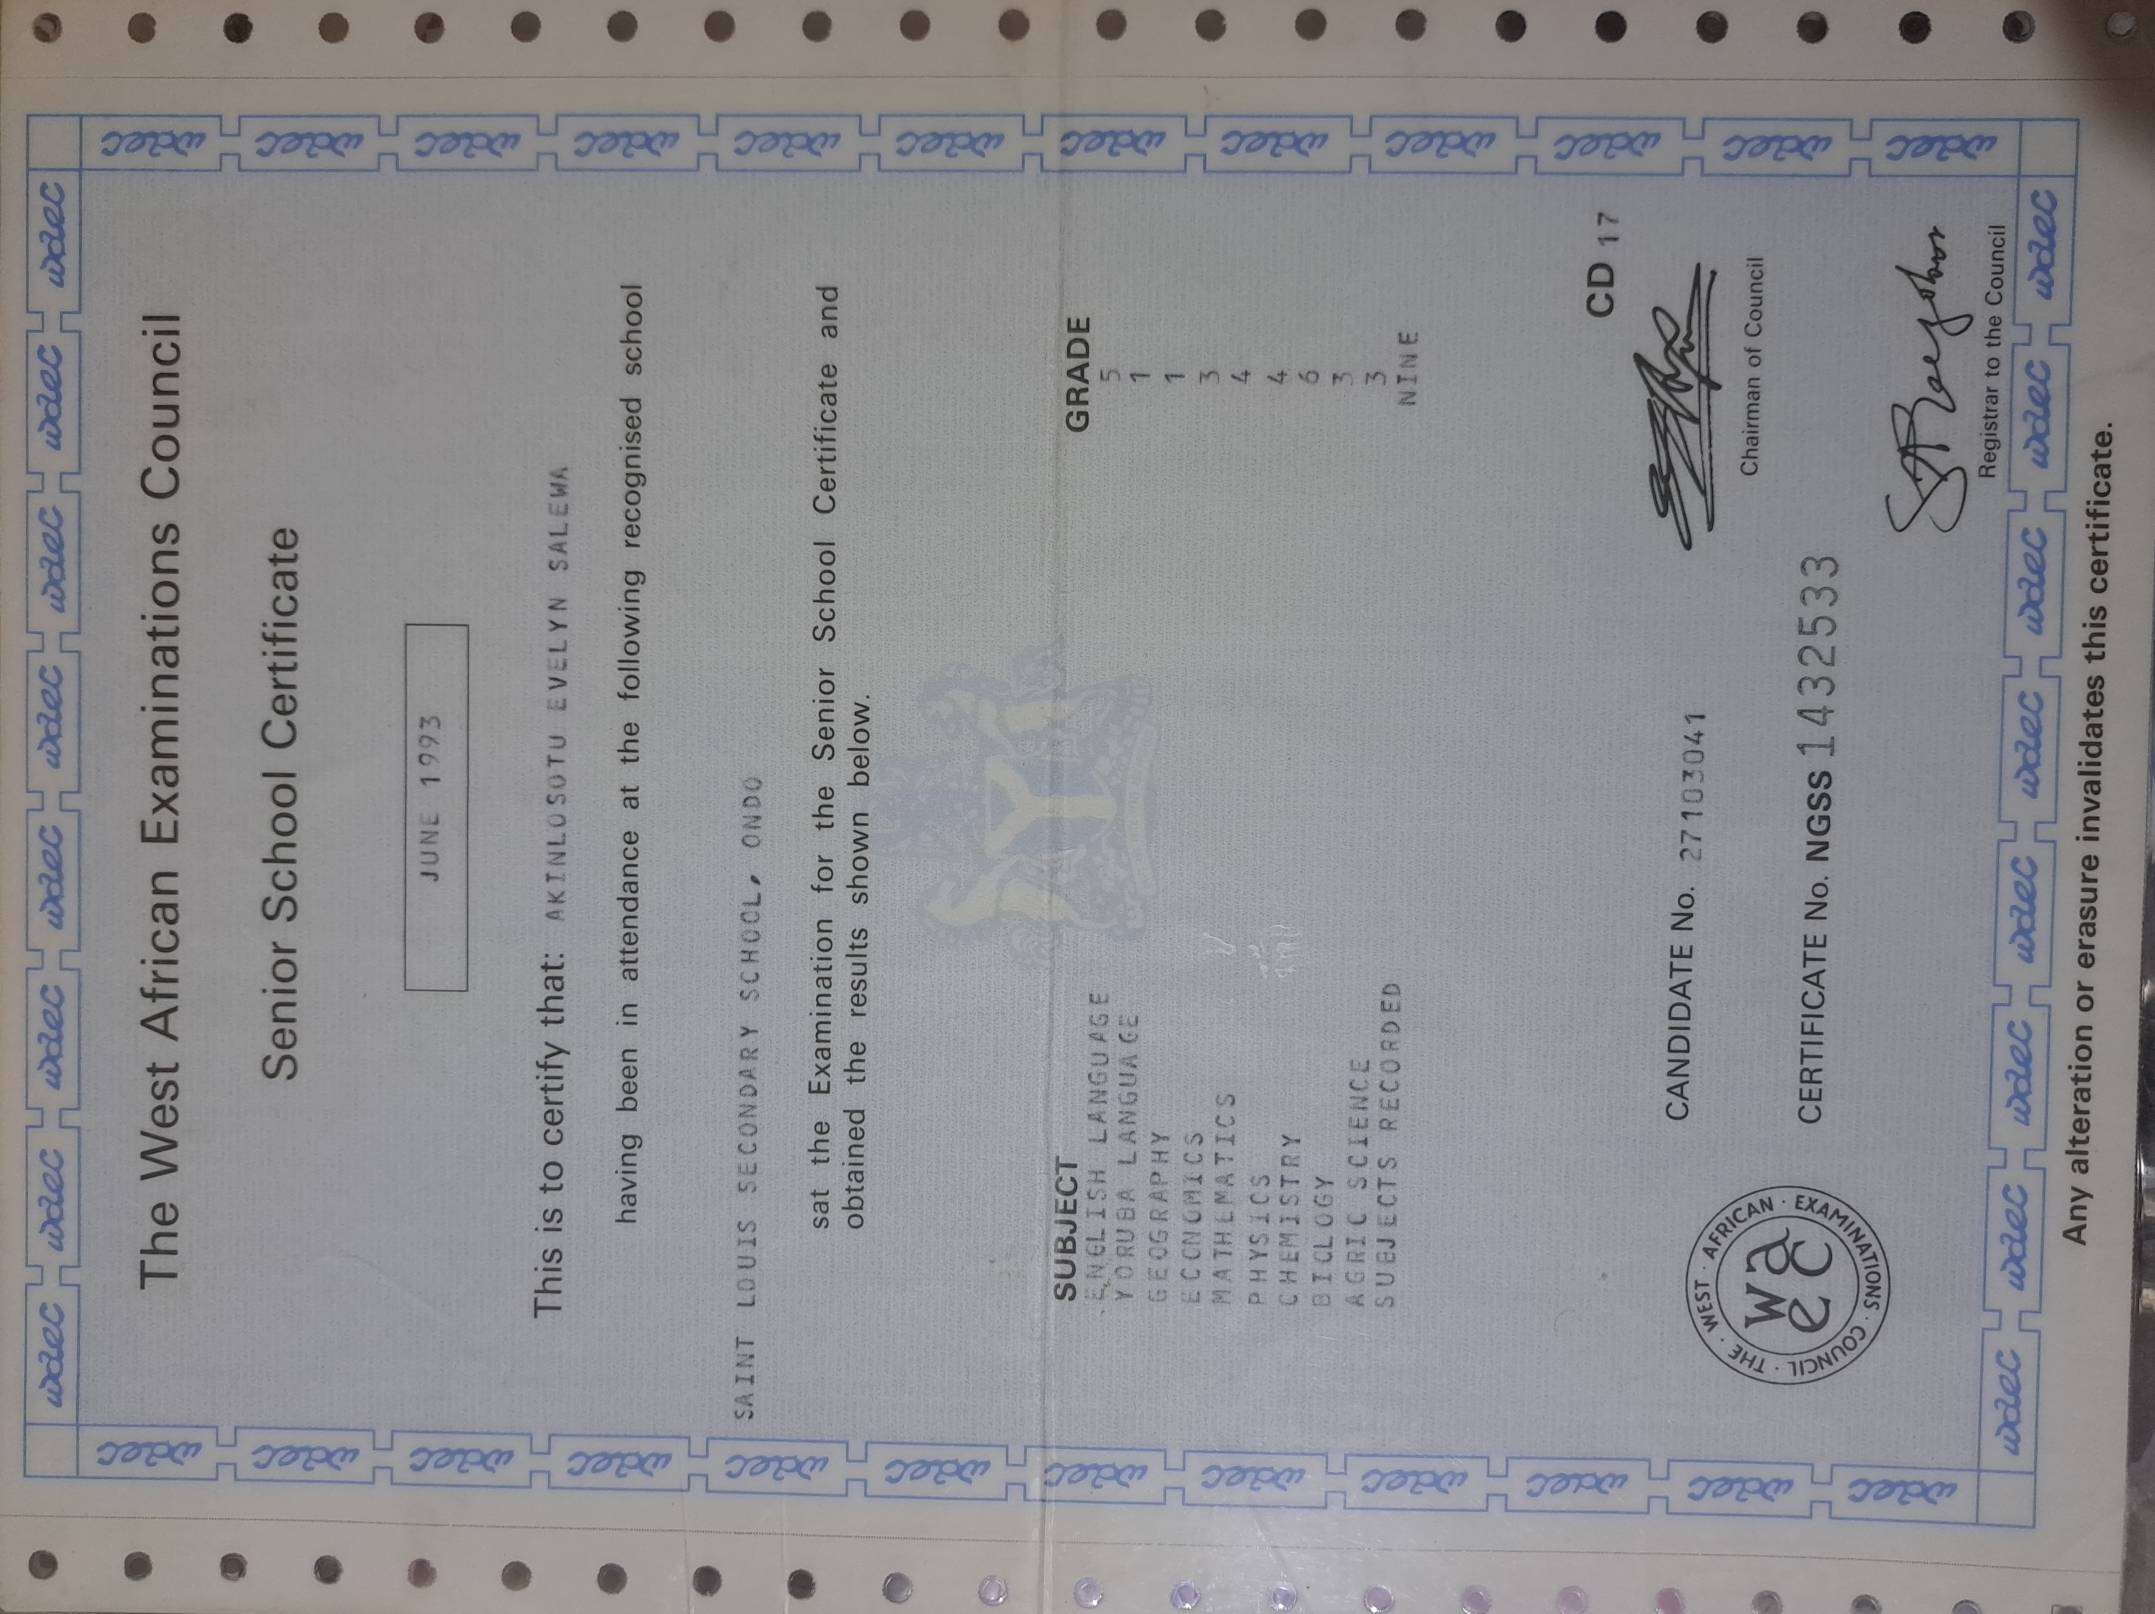 The West African Examinations Council
Senior School Certificate
JUNE 1993
This is to certify that: AKINLOSOTU EVELYN SALEWA
having been in attendance at the following recognised school
SAINT LOUIS SECONDARY SCHOOL, ONDO
sat the Examination for the Senior School Certificate and
obtained the results shown below.
SUBJECT GRADE
ENGLISH LANGUAGE 5
YORUBA LANGUAGE 1
GEOGRAPHY 1
ECONOMICS 3
MATHEMATICS 4
PHYSICS 4
CHEMISTRY 6
BIOLOGY 3
AGRIC SCIENCE 3
SUBJECTS RECORDED NINE
CD 17
CANDIDATE No. 27103041
Chairman of Council
CERTIFICATE No. NGSS 1432533
Registrar to the Council
THE · WEST · AFRICAN · EXAMINATIONS · COUNCIL
wa
ec
waec
Any alteration or erasure invalidates this certificate.